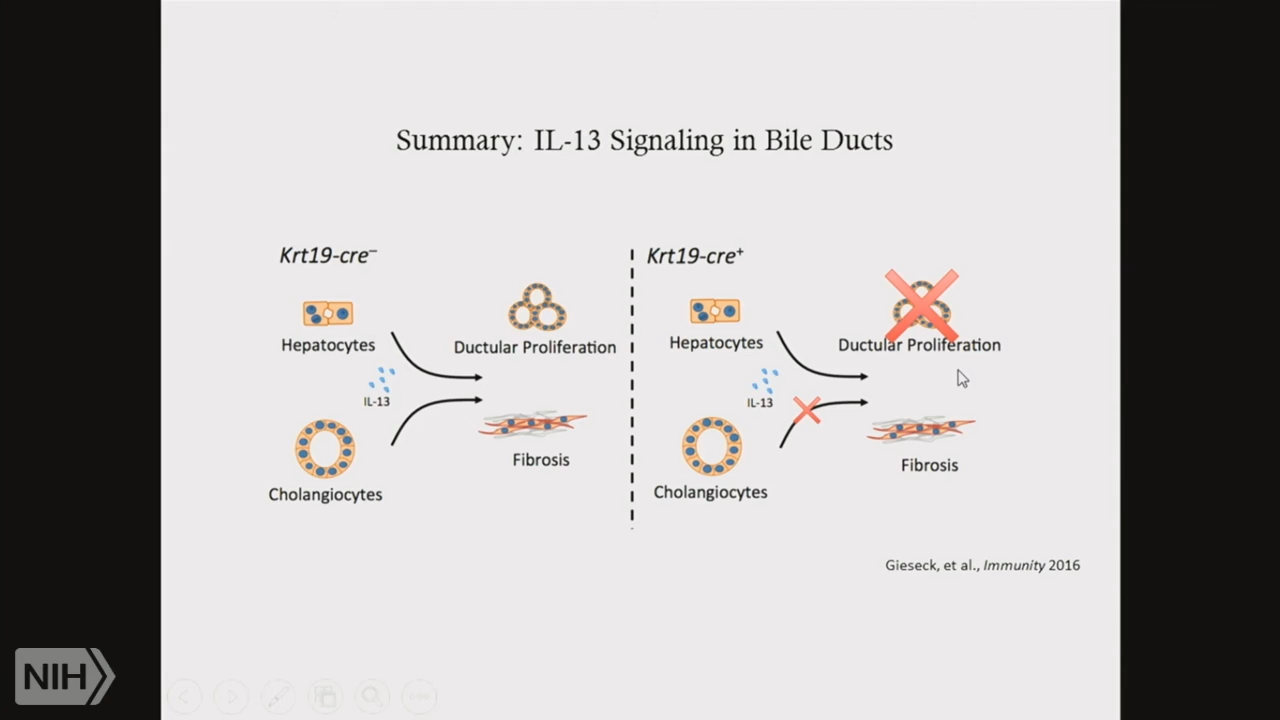 Summary: IL-13 Signaling in Bile Ducts
Krt19-cre⁻
Hepatocytes
IL-13
Cholangiocytes
Ductular Proliferation
Fibrosis
Krt19-cre⁺
Hepatocytes
IL-13
Cholangiocytes
Ductular Proliferation
Fibrosis
Gieseck, et al., Immunity 2016
NIH